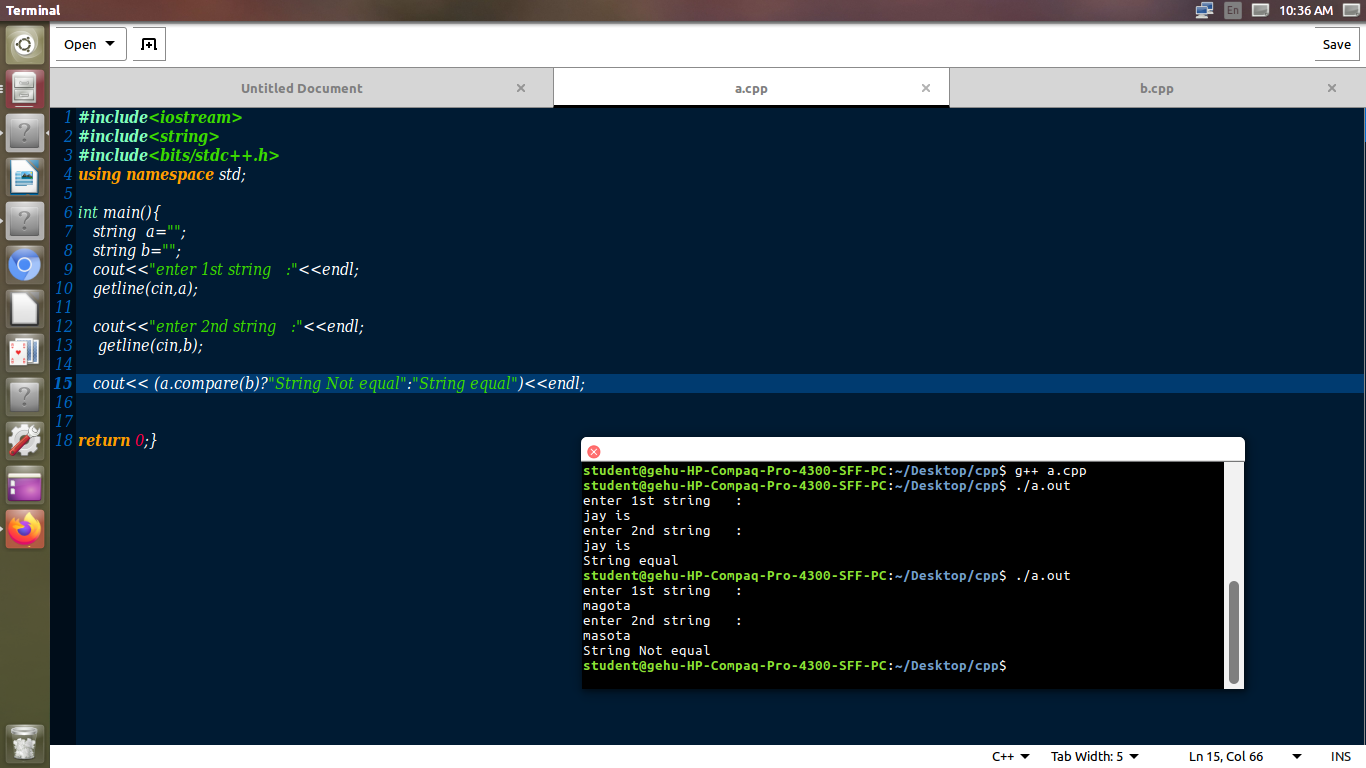 Terminal En 10:36 AM
Open Save
Untitled Document a.cpp b.cpp
1 #include<iostream>
2 #include<string>
3 #include<bits/stdc++.h>
4 using namespace std;
5
6 int main(){
7 string  a="";
8 string b="";
9 cout<<"enter 1st string   :"<<endl;
10 getline(cin,a);
11
12 cout<<"enter 2nd string   :"<<endl;
13 getline(cin,b);
14
15 cout<< (a.compare(b)?"String Not equal":"String equal")<<endl;
16
17
18 return 0;}
student@gehu-HP-Compaq-Pro-4300-SFF-PC:~/Desktop/cpp$ g++ a.cpp
student@gehu-HP-Compaq-Pro-4300-SFF-PC:~/Desktop/cpp$ ./a.out
enter 1st string   :
jay is
enter 2nd string   :
jay is
String equal
student@gehu-HP-Compaq-Pro-4300-SFF-PC:~/Desktop/cpp$ ./a.out
enter 1st string   :
magota
enter 2nd string   :
masota
String Not equal
student@gehu-HP-Compaq-Pro-4300-SFF-PC:~/Desktop/cpp$
C++ Tab Width: 5 Ln 15, Col 66 INS